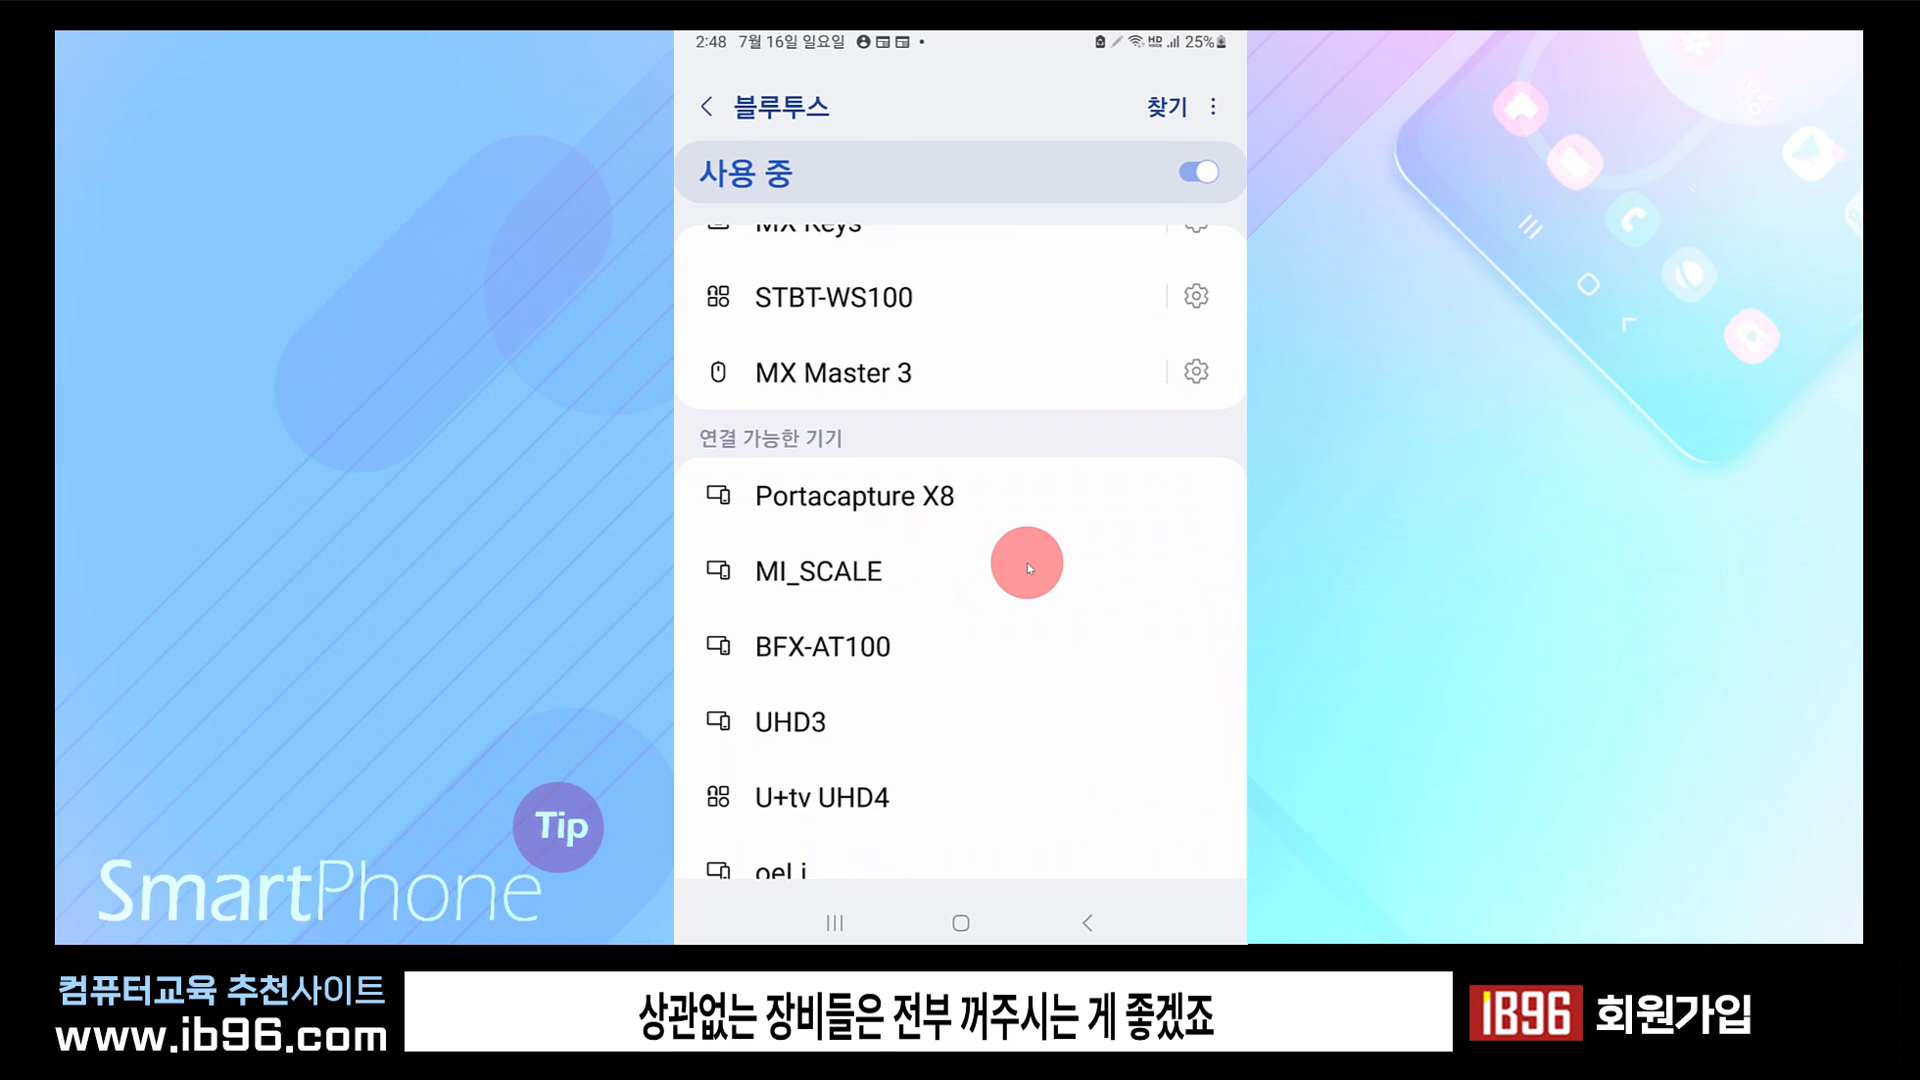 2:48 7월 16일 일요일
25%
블루투스
찾기
사용 중
MX Keys
STBT-WS100
MX Master 3
연결 가능한 기기
Portacapture X8
MI_SCALE
BFX-AT100
UHD3
U+tv UHD4
Tip
SmartPhone
컴퓨터교육 추천사이트
www.ib96.com
상관없는 장비들은 전부 꺼주시는 게 좋겠죠
IB96 회원가입